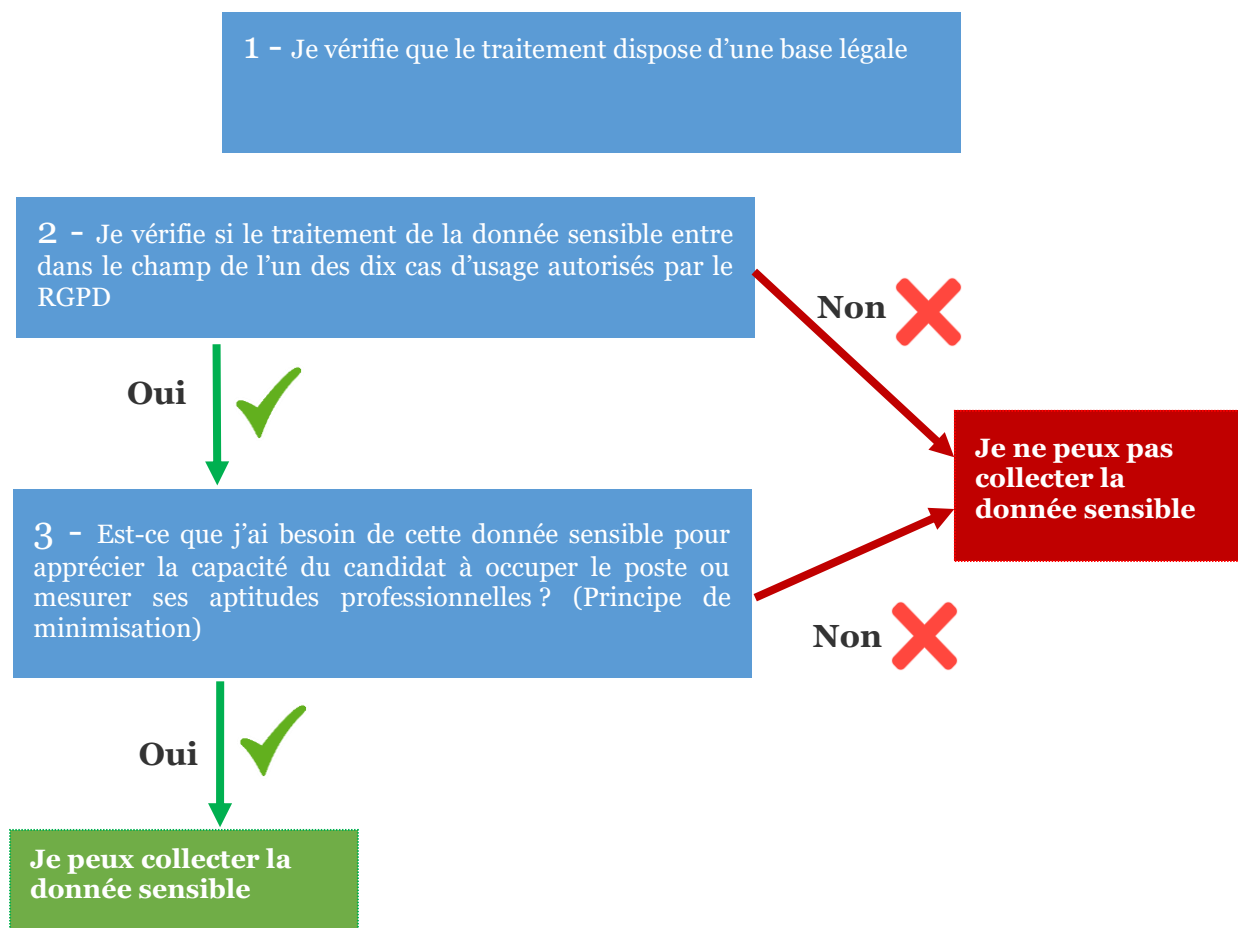 1 - Je vérifie que le traitement dispose d’une base légale
2 - Je vérifie si le traitement de la donnée sensible entre
dans le champ de l’un des dix cas d’usage autorisés par le
RGPD
Non
Oui
Je ne peux pas
collecter la
donnée sensible
3 - Est-ce que j’ai besoin de cette donnée sensible pour
apprécier la capacité du candidat à occuper le poste ou
mesurer ses aptitudes professionnelles ? (Principe de
minimisation)
Non
Oui
Je peux collecter la
donnée sensible